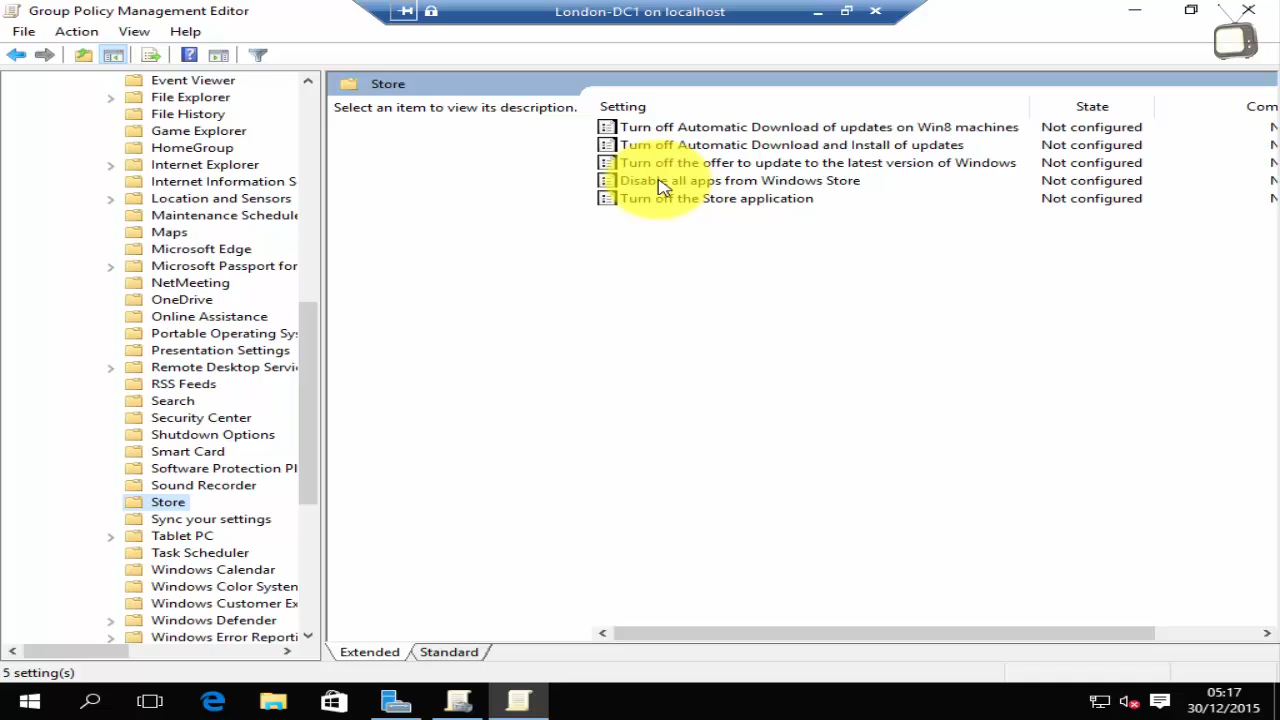 Group Policy Management Editor
London-DC1 on localhost
File Action View Help
Event Viewer
File Explorer
File History
Game Explorer
HomeGroup
Internet Explorer
Internet Information S
Location and Sensors
Maintenance Schedule
Maps
Microsoft Edge
Microsoft Passport for
NetMeeting
OneDrive
Online Assistance
Portable Operating Sy
Presentation Settings
Remote Desktop Servi
RSS Feeds
Search
Security Center
Shutdown Options
Smart Card
Software Protection Pl
Sound Recorder
Store
Sync your settings
Tablet PC
Task Scheduler
Windows Calendar
Windows Color System
Windows Customer Ex
Windows Defender
Windows Error Reporti
Store
Select an item to view its description.
Setting State Com
Turn off Automatic Download of updates on Win8 machines Not configured N
Turn off Automatic Download and Install of updates Not configured N
Turn off the offer to update to the latest version of Windows Not configured N
Disable all apps from Windows Store Not configured N
Turn off the Store application Not configured N
Extended Standard
5 setting(s)
05:17
30/12/2015